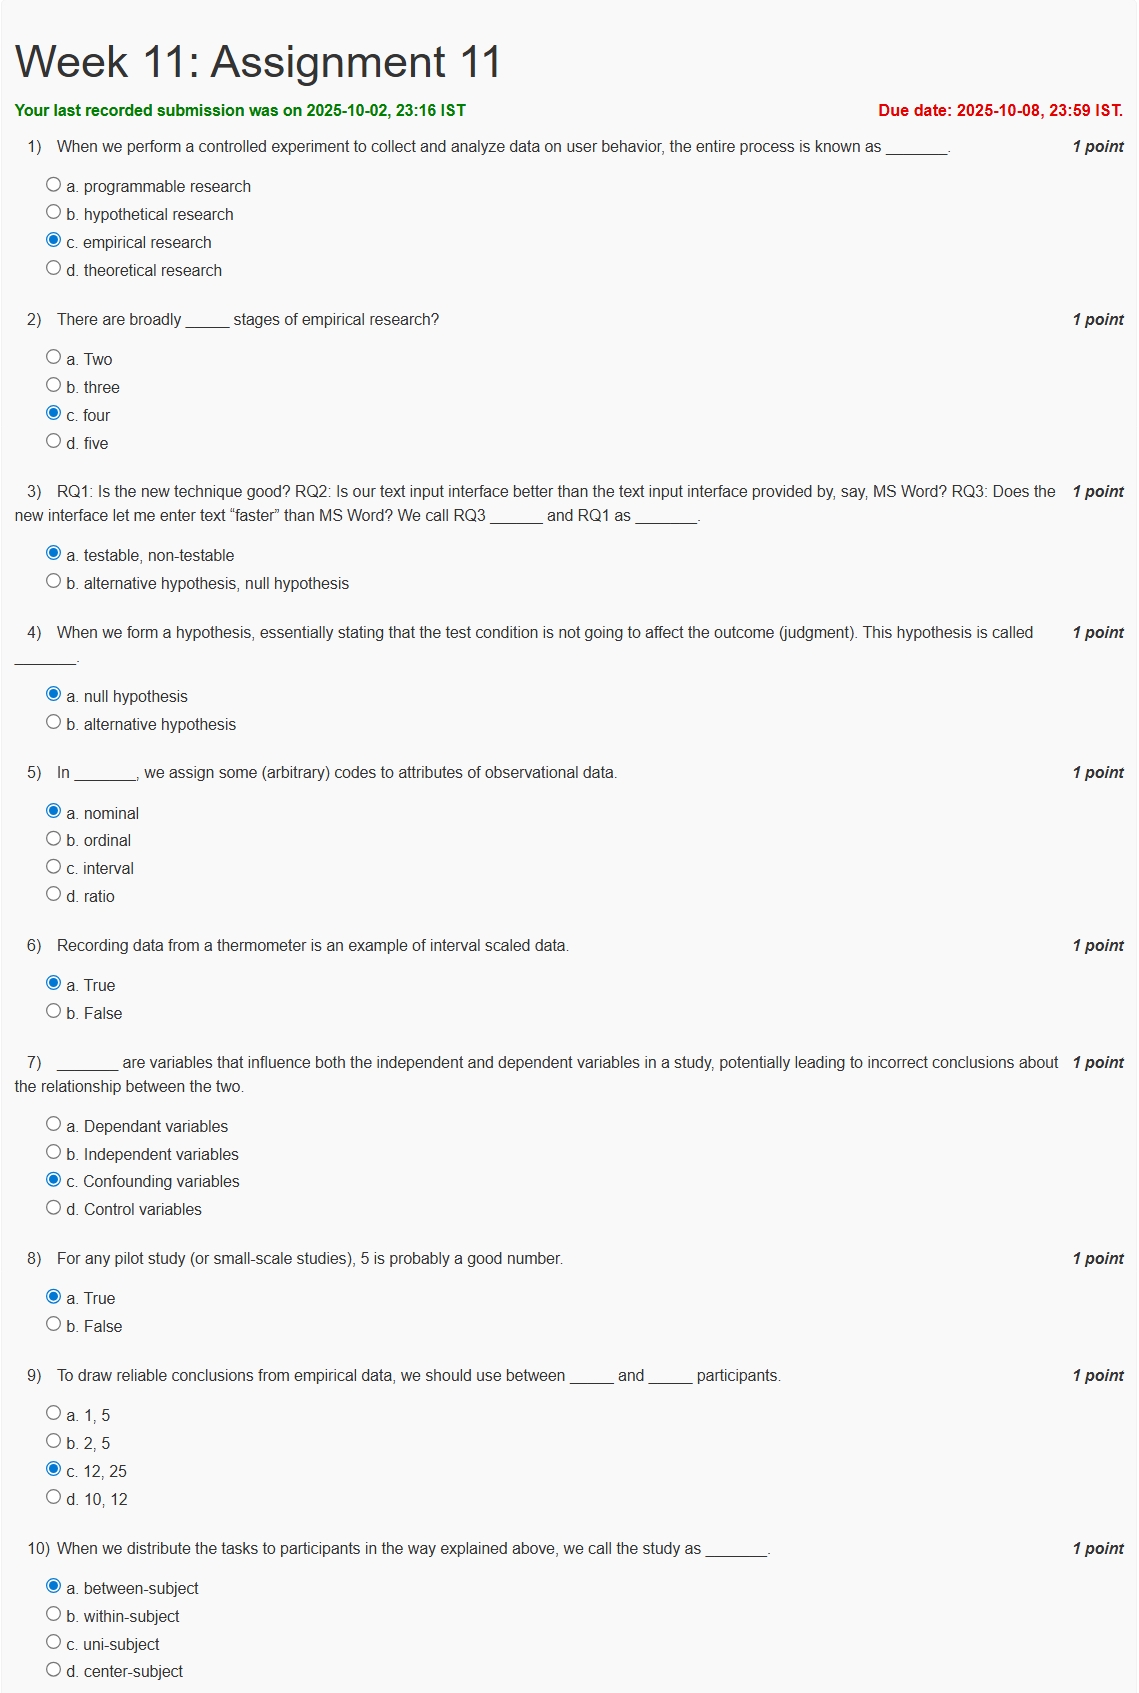 Week 11: Assignment 11
Your last recorded submission was on 2025-10-02, 23:16 IST Due date: 2025-10-08, 23:59 IST.
1) When we perform a controlled experiment to collect and analyze data on user behavior, the entire process is known as _______. 1 point
a. programmable research
b. hypothetical research
c. empirical research
d. theoretical research
2) There are broadly _____ stages of empirical research? 1 point
a. Two
b. three
c. four
d. five
3) RQ1: Is the new technique good? RQ2: Is our text input interface better than the text input interface provided by, say, MS Word? RQ3: Does the 1 point
new interface let me enter text “faster” than MS Word? We call RQ3 ______ and RQ1 as _______.
a. testable, non-testable
b. alternative hypothesis, null hypothesis
4) When we form a hypothesis, essentially stating that the test condition is not going to affect the outcome (judgment). This hypothesis is called 1 point
_______.
a. null hypothesis
b. alternative hypothesis
5) In _______, we assign some (arbitrary) codes to attributes of observational data. 1 point
a. nominal
b. ordinal
c. interval
d. ratio
6) Recording data from a thermometer is an example of interval scaled data. 1 point
a. True
b. False
7) _______ are variables that influence both the independent and dependent variables in a study, potentially leading to incorrect conclusions about 1 point
the relationship between the two.
a. Dependant variables
b. Independent variables
c. Confounding variables
d. Control variables
8) For any pilot study (or small-scale studies), 5 is probably a good number. 1 point
a. True
b. False
9) To draw reliable conclusions from empirical data, we should use between _____ and _____ participants. 1 point
a. 1, 5
b. 2, 5
c. 12, 25
d. 10, 12
10) When we distribute the tasks to participants in the way explained above, we call the study as _______. 1 point
a. between-subject
b. within-subject
c. uni-subject
d. center-subject